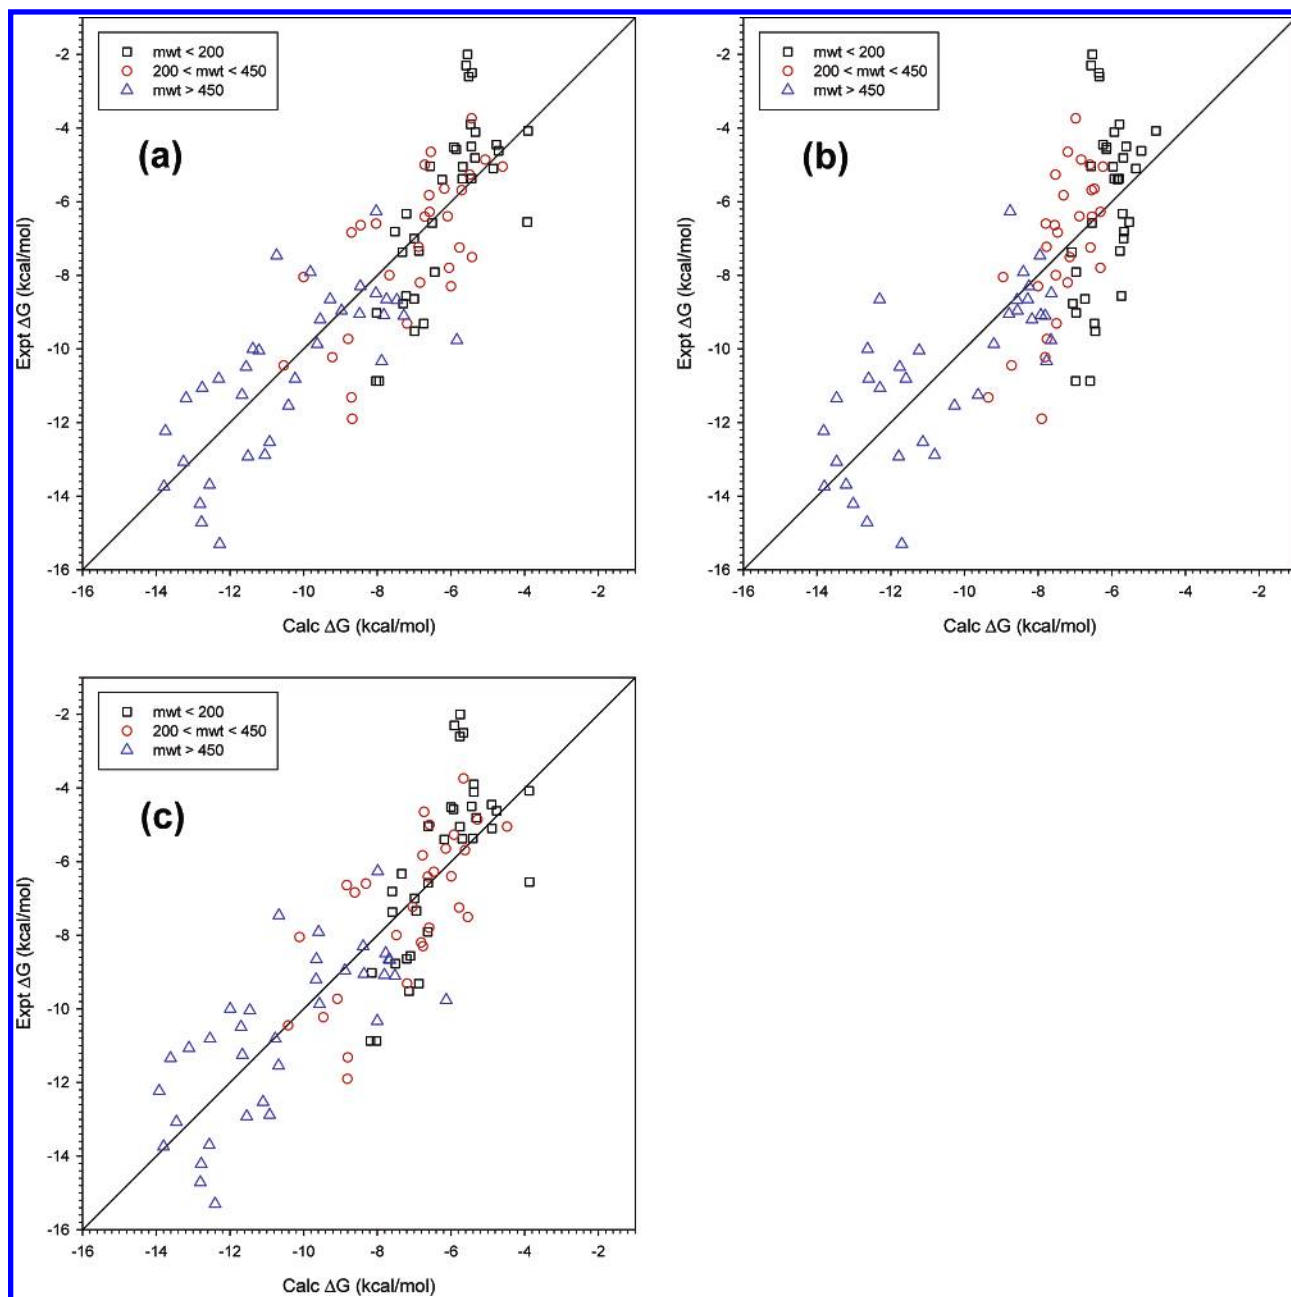 mwt < 200
200 < mwt < 450
mwt > 450
(a)
-2
-4
-6
-8
-10
-12
-14
-16
Expt ΔG (kcal/mol)
-16 -14 -12 -10 -8 -6 -4 -2
Calc ΔG (kcal/mol)
mwt < 200
200 < mwt < 450
mwt > 450
(b)
-2
-4
-6
-8
-10
-12
-14
-16
Expt ΔG (kcal/mol)
-16 -14 -12 -10 -8 -6 -4 -2
Calc ΔG (kcal/mol)
mwt < 200
200 < mwt < 450
mwt > 450
(c)
-2
-4
-6
-8
-10
-12
-14
-16
Expt ΔG (kcal/mol)
-16 -14 -12 -10 -8 -6 -4 -2
Calc ΔG (kcal/mol)